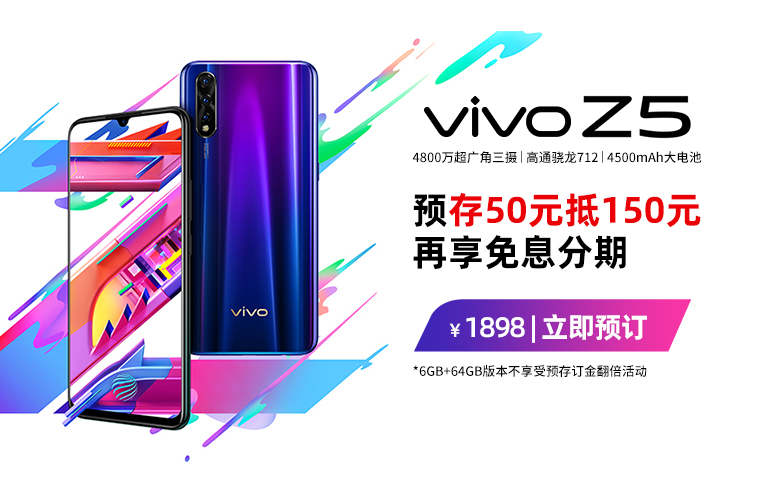 vivo
vivo Z5
4800万超广角三摄|高通骁龙712|4500mAh大电池
预存50元抵150元
再享免息分期
¥1898|立即预订
*6GB+64GB版本不享受预存订金翻倍活动